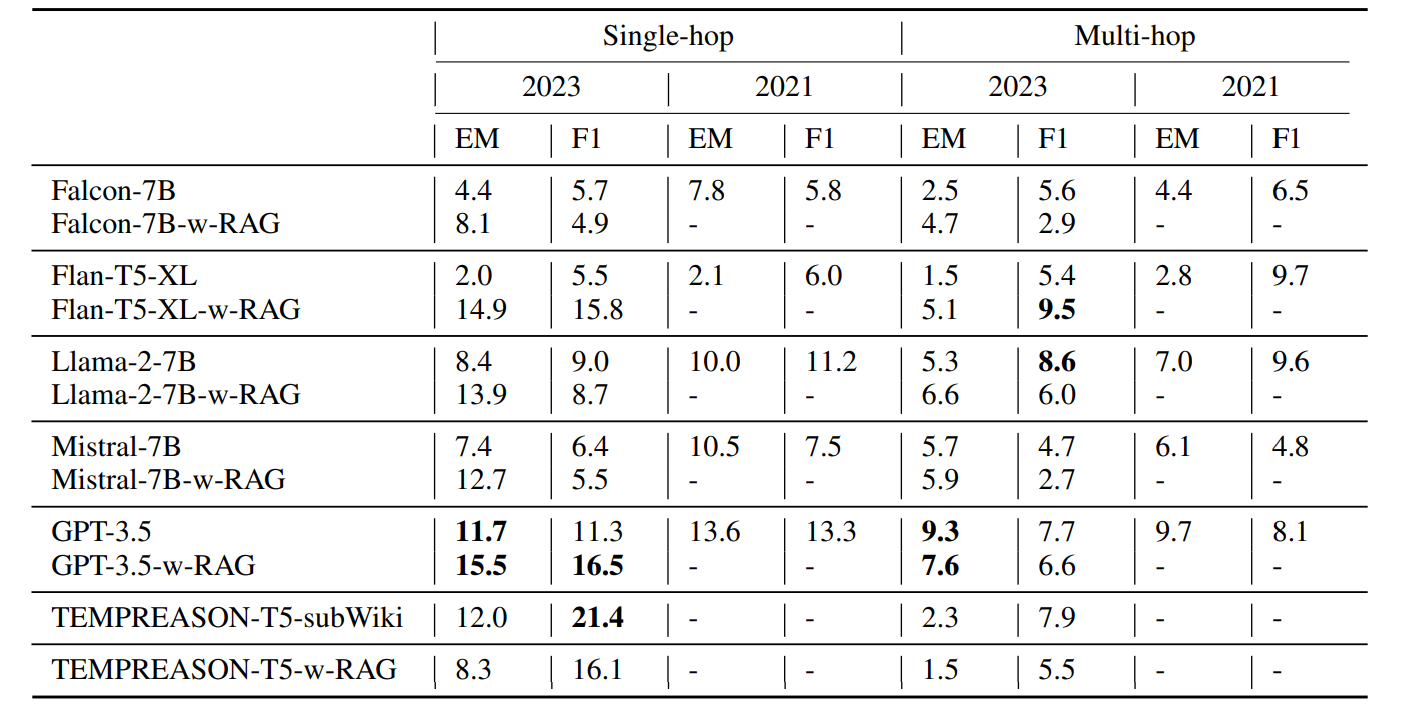 Single-hop Multi-hop
2023 2021 2023 2021
EM F1 EM F1 EM F1 EM F1
Falcon-7B 4.4 5.7 7.8 5.8 2.5 5.6 4.4 6.5
Falcon-7B-w-RAG 8.1 4.9 - - 4.7 2.9 - -
Flan-T5-XL 2.0 5.5 2.1 6.0 1.5 5.4 2.8 9.7
Flan-T5-XL-w-RAG 14.9 15.8 - - 5.1 9.5 - -
Llama-2-7B 8.4 9.0 10.0 11.2 5.3 8.6 7.0 9.6
Llama-2-7B-w-RAG 13.9 8.7 - - 6.6 6.0 - -
Mistral-7B 7.4 6.4 10.5 7.5 5.7 4.7 6.1 4.8
Mistral-7B-w-RAG 12.7 5.5 - - 5.9 2.7 - -
GPT-3.5 11.7 11.3 13.6 13.3 9.3 7.7 9.7 8.1
GPT-3.5-w-RAG 15.5 16.5 - - 7.6 6.6 - -
TEMPREASON-T5-subWiki 12.0 21.4 - - 2.3 7.9 - -
TEMPREASON-T5-w-RAG 8.3 16.1 - - 1.5 5.5 - -